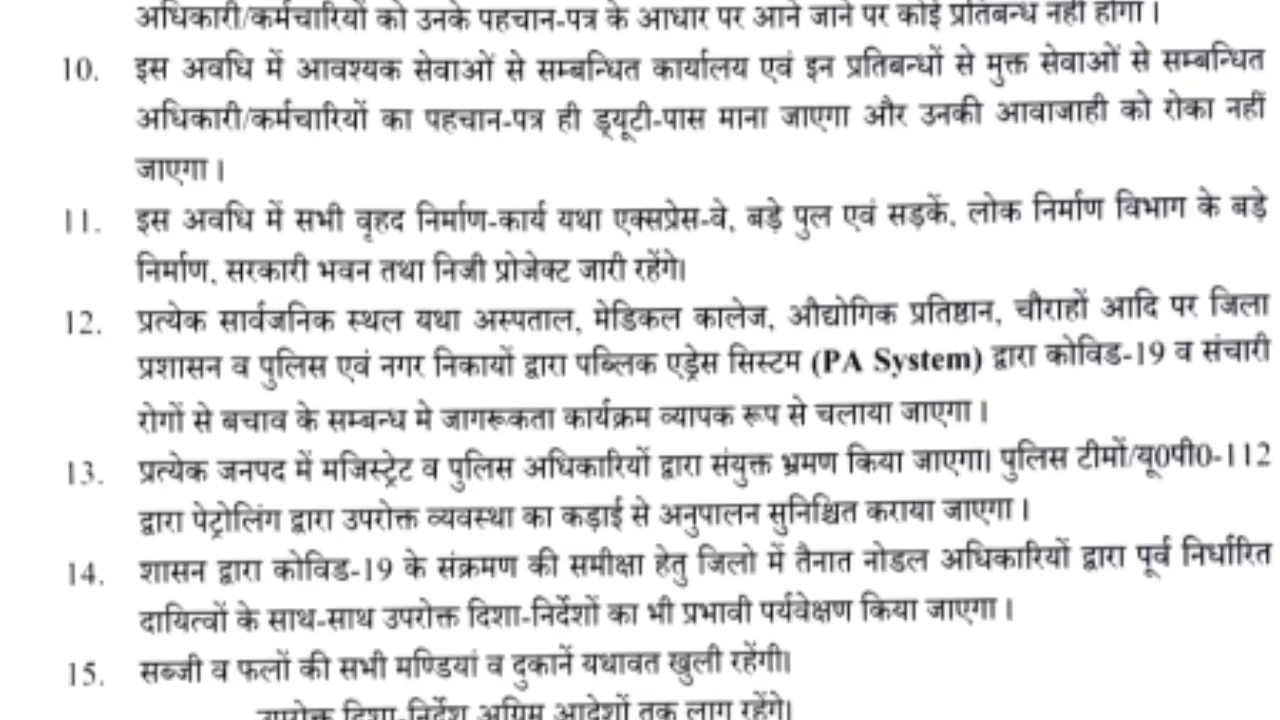 अधिकारी/कर्मचारियों को उनके पहचान-पत्र के आधार पर आने जाने पर कोई प्रतिबन्ध नहीं होगा ।
10. इस अवधि में आवश्यक सेवाओं से सम्बन्धित कार्यालय एवं इन प्रतिबन्धों से मुक्त सेवाओं से सम्बन्धित
अधिकारी/कर्मचारियों का पहचान-पत्र ही ड्यूटी-पास माना जाएगा और उनकी आवाजाही को रोका नहीं
जाएगा ।
11. इस अवधि में सभी वृहद निर्माण-कार्य यथा एक्सप्रेस-वे, बड़े पुल एवं सड़कें, लोक निर्माण विभाग के बड़े
निर्माण, सरकारी भवन तथा निजी प्रोजेक्ट जारी रहेंगे।
12. प्रत्येक सार्वजनिक स्थल यथा अस्पताल, मेडिकल कालेज, औद्योगिक प्रतिष्ठान, चौराहों आदि पर जिला
प्रशासन व पुलिस एवं नगर निकायों द्वारा पब्लिक एड्रेस सिस्टम (PA System) द्वारा कोविड-19 व संचारी
रोगों से बचाव के सम्बन्ध मे जागरूकता कार्यक्रम व्यापक रूप से चलाया जाएगा ।
13. प्रत्येक जनपद में मजिस्ट्रेट व पुलिस अधिकारियों द्वारा संयुक्त भ्रमण किया जाएगा। पुलिस टीमों/यू0पी0-112
द्वारा पेट्रोलिंग द्वारा उपरोक्त व्यवस्था का कड़ाई से अनुपालन सुनिश्चित कराया जाएगा ।
14. शासन द्वारा कोविड-19 के संक्रमण की समीक्षा हेतु जिलो में तैनात नोडल अधिकारियों द्वारा पूर्व निर्धारित
दायित्वों के साथ-साथ उपरोक्त दिशा-निर्देशों का भी प्रभावी पर्यवेक्षण किया जाएगा ।
15. सब्जी व फलों की सभी मण्डियां व दुकानें यथावत खुली रहेंगी।
उपरोक्त दिशा-निर्देश अग्रिम आदेशों तक लागू रहेंगे।